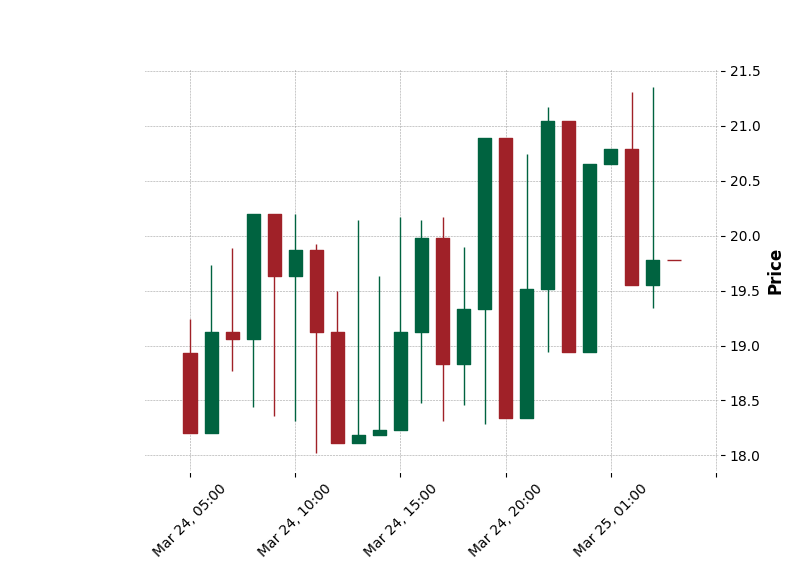 21.5
21.0
20.5
20.0
19.5
19.0
18.5
18.0
Price
Mar 24, 05:00
Mar 24, 10:00
Mar 24, 15:00
Mar 24, 20:00
Mar 25, 01:00